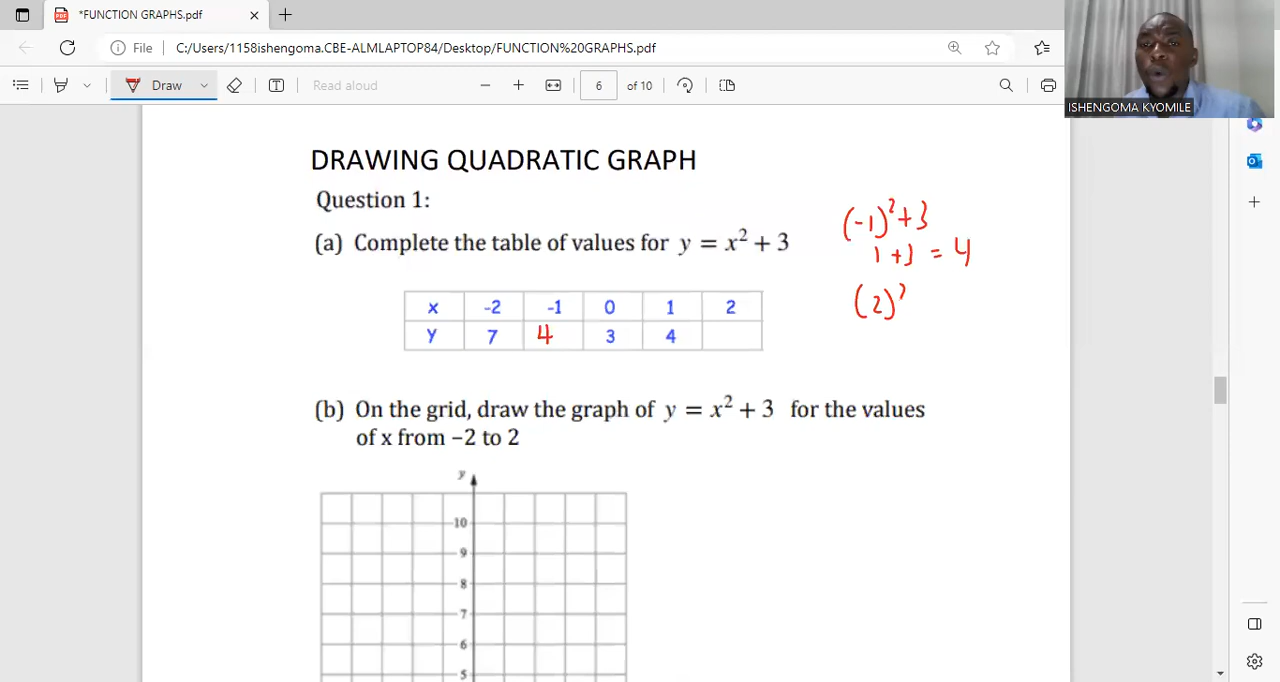 *FUNCTION GRAPHS.pdf
File C:/Users/1158ishengoma.CBE-ALMLAPTOP84/Desktop/FUNCTION%20GRAPHS.pdf
Draw Read aloud 6 of 10
ISHENGOMA KYOMILE
DRAWING QUADRATIC GRAPH
Question 1:
(a) Complete the table of values for y = x² + 3
(-1)² + 3
1 + 3 = 4
(2)²
x -2 -1 0 1 2
Y 7 4 3 4
(b) On the grid, draw the graph of y = x² + 3 for the values
of x from −2 to 2
y
10
9
8
7
6
5